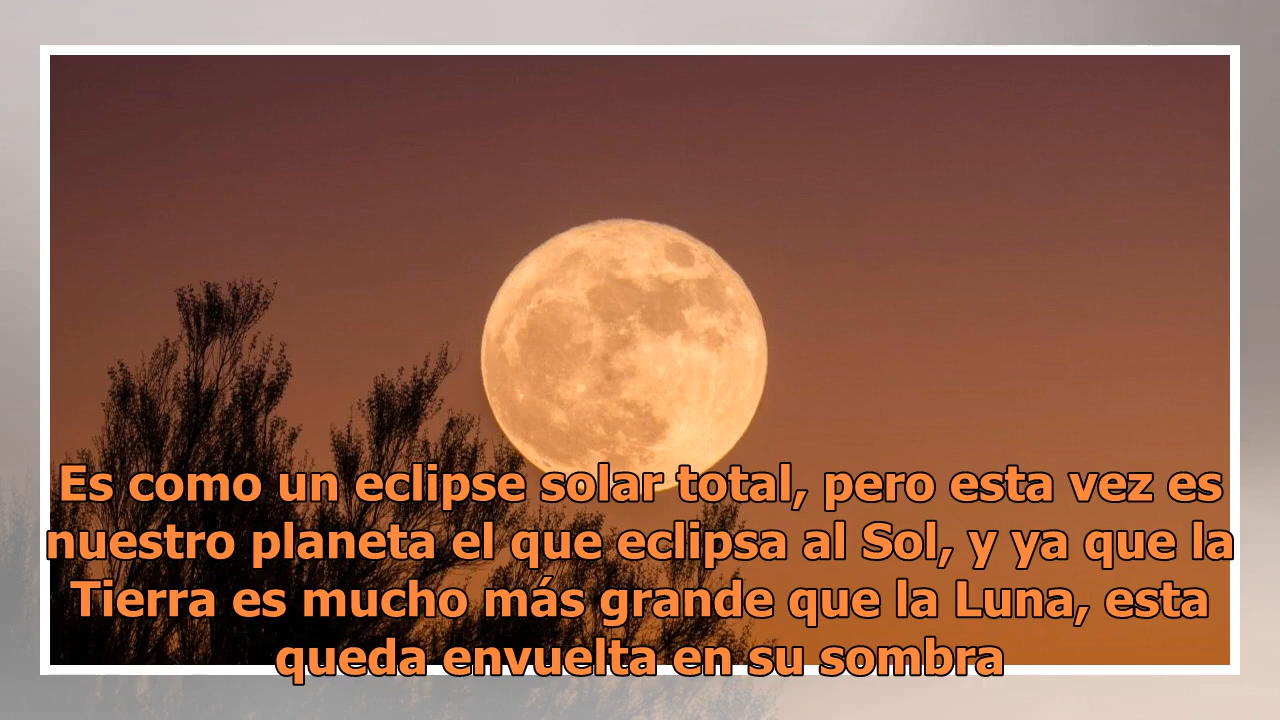 Es como un eclipse solar total, pero esta vez es
nuestro planeta el que eclipsa al Sol, y ya que la
Tierra es mucho más grande que la Luna, esta
queda envuelta en su sombra